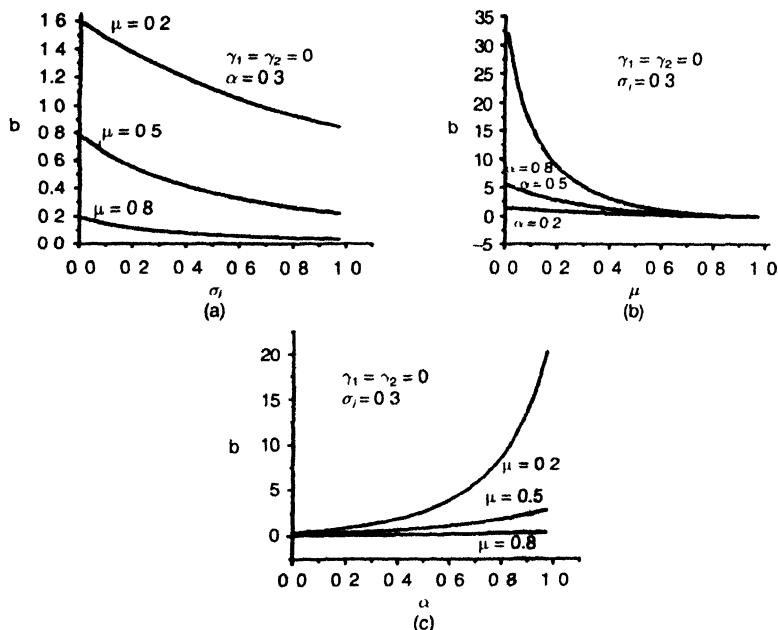 1 6
1 4
1 2
1 0
b
0.8
0 6
0 4
0.2
0 0
μ = 0 2
γ₁ = γ₂ = 0
α = 0 3
μ = 0.5
μ = 0 8
0 0 0 2 0 4 0 6 0 8 1 0
σᵢ
(a)
35
30
25
20
15
b
10
5
0
−5
γ₁ = γ₂ = 0
σᵢ = 0 3
α = 0 8
α = 0 5
α = 0 2
0 0 0 2 0 4 0 6 0 8 1 0
μ
(b)
20
15
b
10
5
0
γ₁ = γ₂ = 0
σᵢ = 0 3
μ = 0 2
μ = 0.5
μ = 0.8
0 0 0 2 0 4 0 6 0 8 1 0
α
(c)